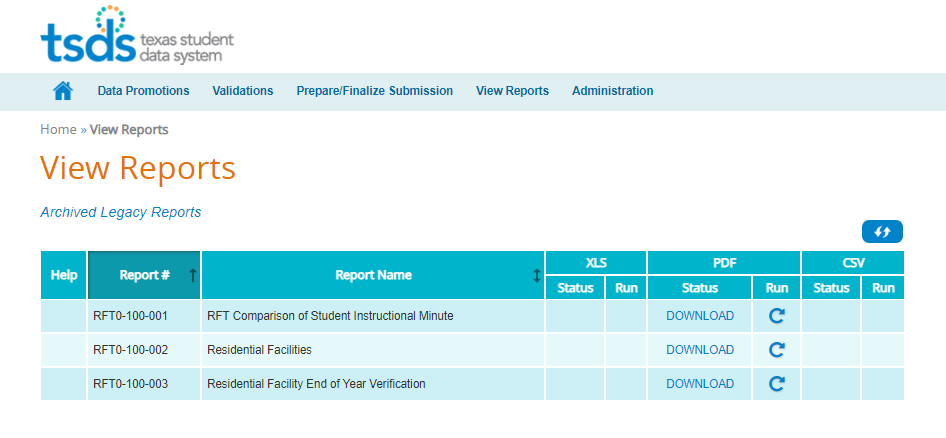 tsds texas student
data system
Data Promotions Validations Prepare/Finalize Submission View Reports Administration
Home » View Reports
View Reports
Archived Legacy Reports
Help Report # Report Name XLS PDF CSV
Status Run Status Run Status Run
RFT0-100-001 RFT Comparison of Student Instructional Minute DOWNLOAD
RFT0-100-002 Residential Facilities DOWNLOAD
RFT0-100-003 Residential Facility End of Year Verification DOWNLOAD